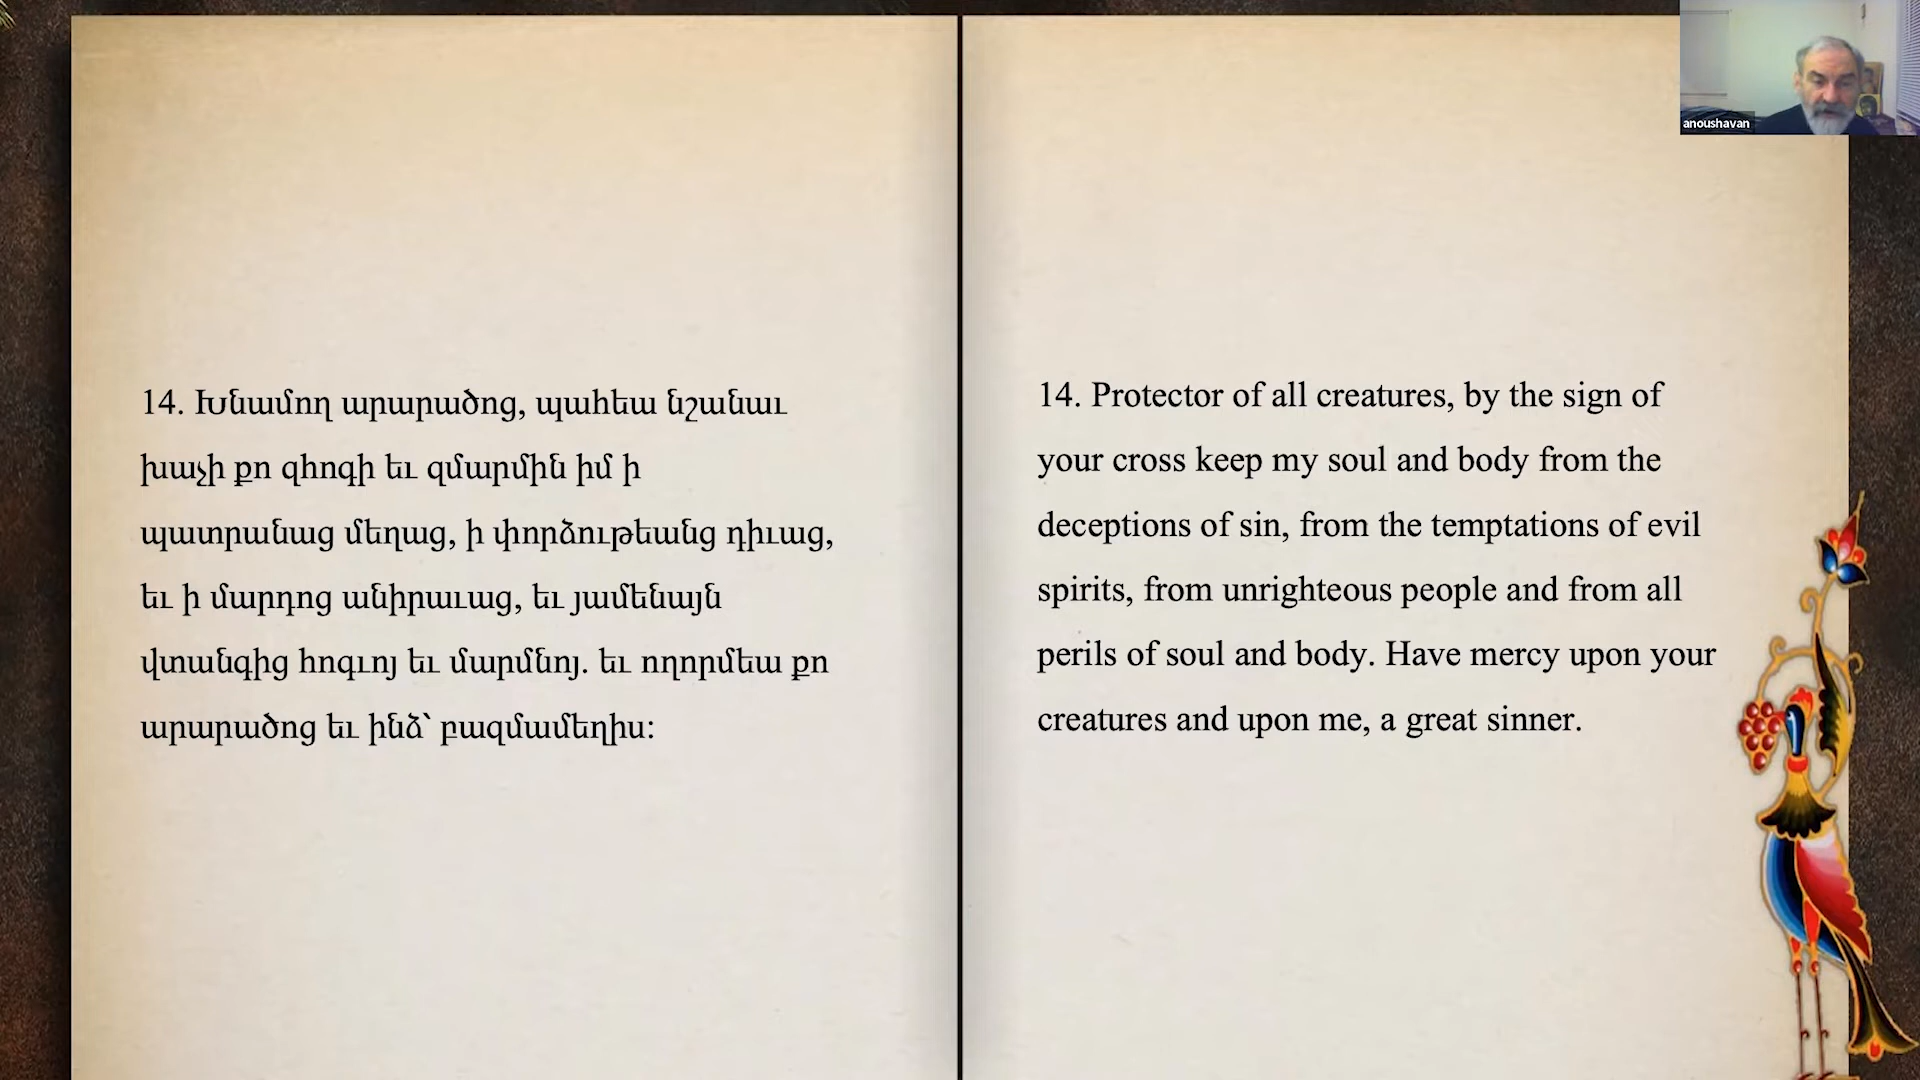 14. Խնամող արարածոց, պահեա նշանաւ
խաչի քո զհոգի եւ զմարմին իմ ի
պատրանաց մեղաց, ի փորձութեանց դիւաց,
եւ ի մարդոց անիրաւաց, եւ յամենայն
վտանգից հոգւոյ եւ մարմնոյ. եւ ողորմեա քո
արարածոց եւ ինձ՝ բազմամեղիս:
14. Protector of all creatures, by the sign of
your cross keep my soul and body from the
deceptions of sin, from the temptations of evil
spirits, from unrighteous people and from all
perils of soul and body. Have mercy upon your
creatures and upon me, a great sinner.
anoushavan